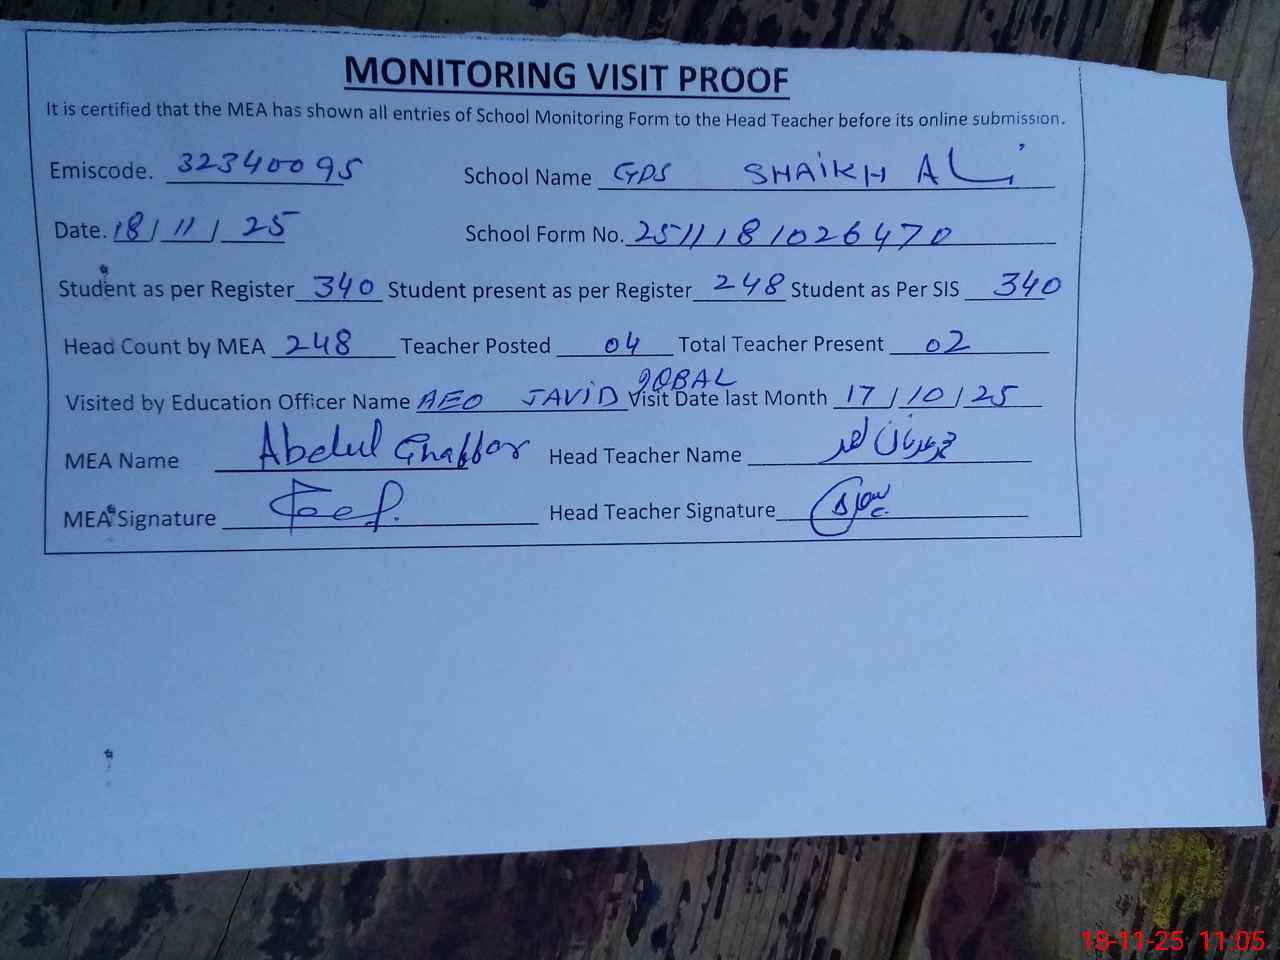 MONITORING VISIT PROOF
It is certified that the MEA has shown all entries of School Monitoring Form to the Head Teacher before its online submission.
Emiscode. 32340095 School Name GPS SHAIKH ALi
Date. 18/11/25 School Form No. 251118/026470
Student as per Register 340 Student present as per Register 248 Student as Per SIS 340
Head Count by MEA 248 Teacher Posted 04 Total Teacher Present 02
Visited by Education Officer Name AEO JAViD IQBAL Visit Date last Month 17/10/25
MEA Name Abdul Ghaffar Head Teacher Name
MEA Signature Head Teacher Signature
18-11-25 11:05